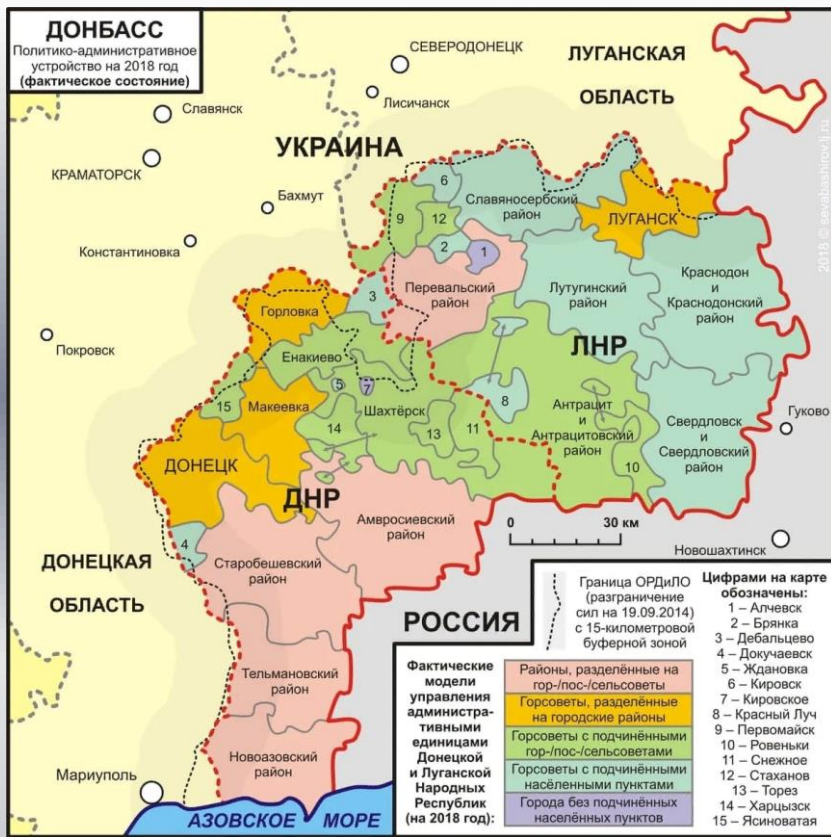 ДОНБАСС
Политико-административное
устройство на 2018 год
(фактическое состояние)
СЕВЕРОДОНЕЦК
ЛУГАНСКАЯ
ОБЛАСТЬ
Славянск
Лисичанск
УКРАИНА
КРАМАТОРСК
Бахмут
Константиновка
Покровск
6
Славяносербский
район
ЛУГАНСК
9
12
2
1
3
Перевальский
район
Лутугинский
район
Краснодон
и
Краснодонский
район
Горловка
Енакиево
ЛНР
5
7
8
15
Макеевка
Шахтёрск
14
13
11
Антрацит
и
Антрацитовский
район
10
Свердловск
и
Свердловский
район
Гуково
ДОНЕЦК
ДНР
Амвросиевский
район
0
30 км
Новошахтинск
4
Старобешевский
район
ДОНЕЦКАЯ
ОБЛАСТЬ
РОССИЯ
Тельмановский
район
Новоазовский
район
Мариуполь
АЗОВСКОЕ МОРЕ
2018 © sevabashirov.li.ru
Граница ОРДиЛО
(разграничение
сил на 19.09.2014)
с 15-километровой
буферной зоной
Фактические
модели
управления
администра-
тивными
единицами
Донецкой
и Луганской
Народных
Республик
(на 2018 год):
Районы, разделённые на
гор-/пос-/сельсоветы
Горсоветы, разделённые
на городские районы
Горсоветы с подчинёнными
гор-/пос-/сельсоветами
Горсоветы с подчинёнными
насёленными пунктами
Города без подчинённых
населённых пунктов
Цифрами на карте
обозначены:
1 – Алчевск
2 – Брянка
3 – Дебальцево
4 – Докучаевск
5 – Ждановка
6 – Кировск
7 – Кировское
8 – Красный Луч
9 – Первомайск
10 – Ровеньки
11 – Снежное
12 – Стаханов
13 – Торез
14 – Харцызск
15 – Ясиноватая